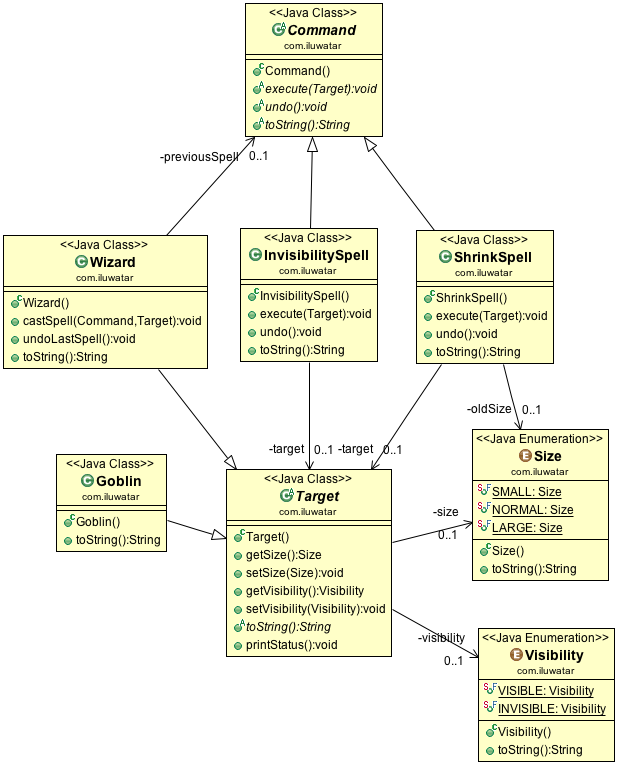 <<Java Class>>
Command
com.iluwatar
Command()
execute(Target):void
undo():void
toString():String
-previousSpell 0..1
<<Java Class>>
Wizard
com.iluwatar
Wizard()
castSpell(Command,Target):void
undoLastSpell():void
toString():String
<<Java Class>>
InvisibilitySpell
com.iluwatar
InvisibilitySpell()
execute(Target):void
undo():void
toString():String
<<Java Class>>
ShrinkSpell
com.iluwatar
ShrinkSpell()
execute(Target):void
undo():void
toString():String
-target 0..1
-target 0..1
-oldSize 0..1
<<Java Class>>
Goblin
com.iluwatar
Goblin()
toString():String
<<Java Class>>
Target
com.iluwatar
Target()
getSize():Size
setSize(Size):void
getVisibility():Visibility
setVisibility(Visibility):void
toString():String
printStatus():void
-size
0..1
<<Java Enumeration>>
Size
com.iluwatar
SMALL: Size
NORMAL: Size
LARGE: Size
Size()
toString():String
-visibility
0..1
<<Java Enumeration>>
Visibility
com.iluwatar
VISIBLE: Visibility
INVISIBLE: Visibility
Visibility()
toString():String